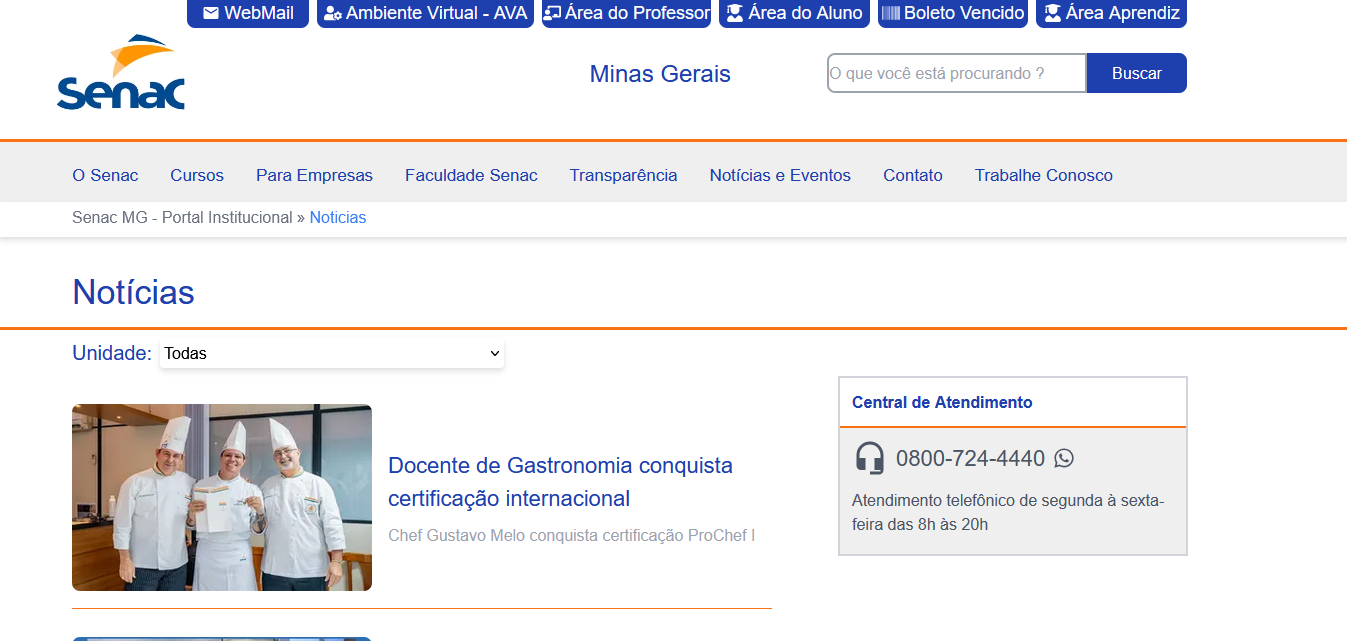 WebMail
Ambiente Virtual - AVA
Área do Professor
Área do Aluno
Boleto Vencido
Área Aprendiz
Senac
Minas Gerais
O que você está procurando ?
Buscar
O Senac
Cursos
Para Empresas
Faculdade Senac
Transparência
Notícias e Eventos
Contato
Trabalhe Conosco
Senac MG - Portal Institucional » Noticias
Notícias
Unidade: Todas
Docente de Gastronomia conquista
certificação internacional
Chef Gustavo Melo conquista certificação ProChef I
Central de Atendimento
0800-724-4440
Atendimento telefônico de segunda à sexta-
feira das 8h às 20h